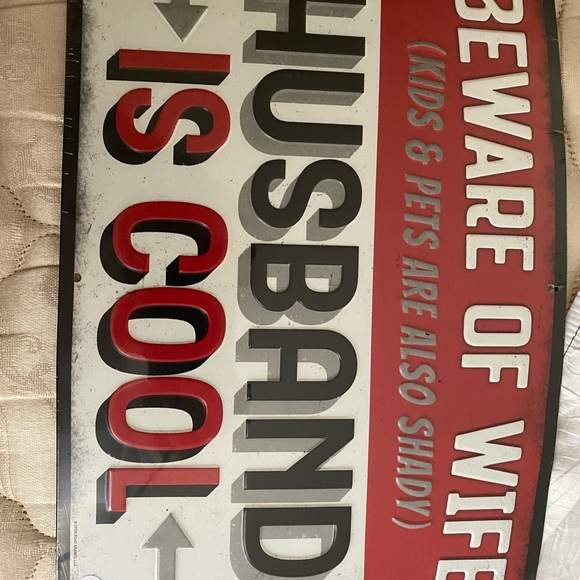 BEWARE OF WIFE
(KIDS & PETS ARE ALSO SHADY)
HUSBAND
IS COOL